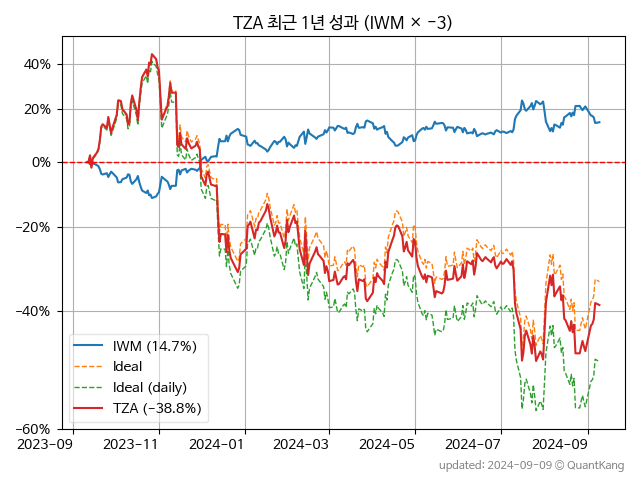 TZA 최근 1년 성과 (IWM × −3)
40%
20%
0%
−20%
−40%
−60%
IWM (14.7%)
Ideal
Ideal (daily)
TZA (−38.8%)
2023-09
2023-11
2024-01
2024-03
2024-05
2024-07
2024-09
updated: 2024-09-09 © QuantKang